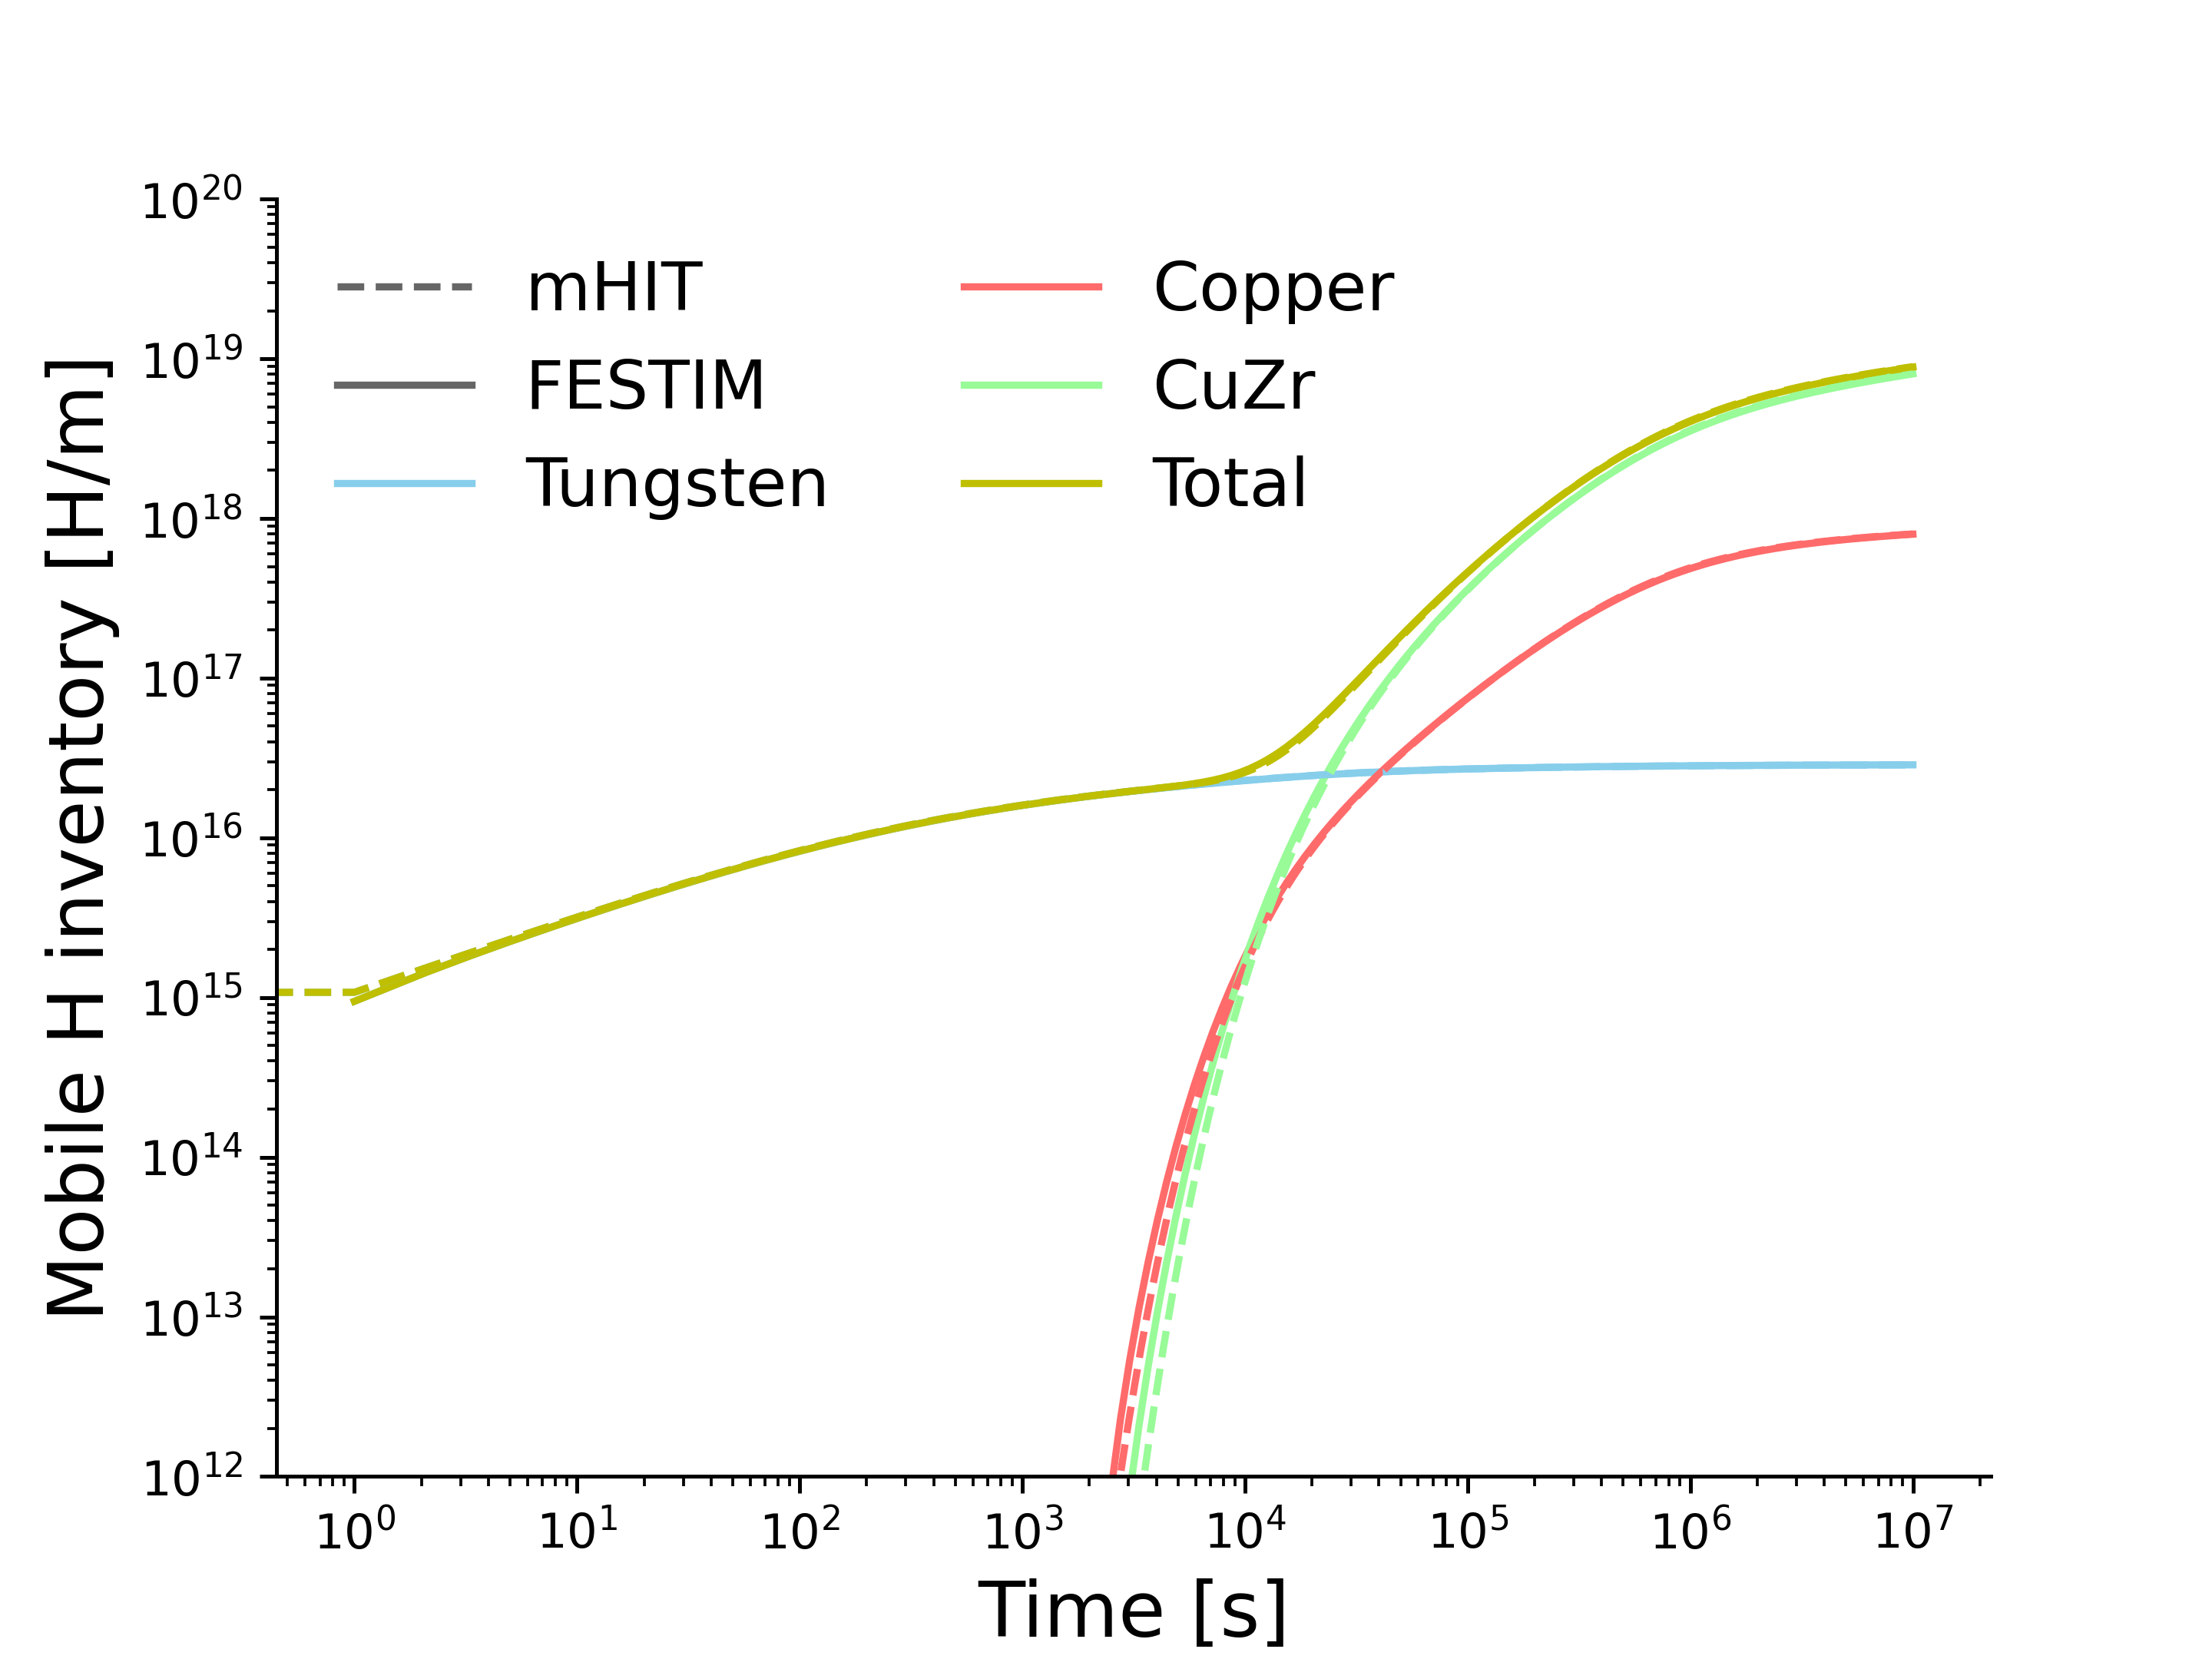 mHIT
FESTIM
Tungsten
Copper
CuZr
Total
Mobile H inventory [H/m]
10^20
10^19
10^18
10^17
10^16
10^15
10^14
10^13
10^12
10^0 10^1 10^2 10^3 10^4 10^5 10^6 10^7
Time [s]